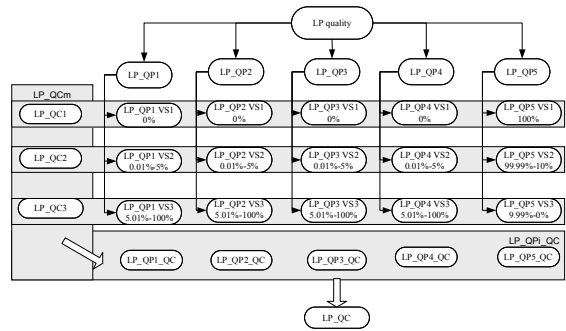 LP quality
LP_QP1
LP_QP2
LP_QP3
LP_QP4
LP_QP5
LP_QCm
LP_QC1
LP_QP1 VS1
0%
LP_QP2 VS1
0%
LP_QP3 VS1
0%
LP_QP4 VS1
0%
LP_QP5 VS1
100%
LP_QC2
LP_QP1 VS2
0.01%-5%
LP_QP2 VS2
0.01%-5%
LP_QP3 VS2
0.01%-5%
LP_QP4 VS2
0.01%-5%
LP_QP5 VS2
99.99%-10%
LP_QC3
LP_QP1 VS3
5.01%-100%
LP_QP2 VS3
5.01%-100%
LP_QP3 VS3
5.01%-100%
LP_QP4 VS3
5.01%-100%
LP_QP5 VS3
9.99%-0%
LP_QPi_QC
LP_QP1_QC
LP_QP2_QC
LP_QP3_QC
LP_QP4_QC
LP_QP5_QC
LP_QC